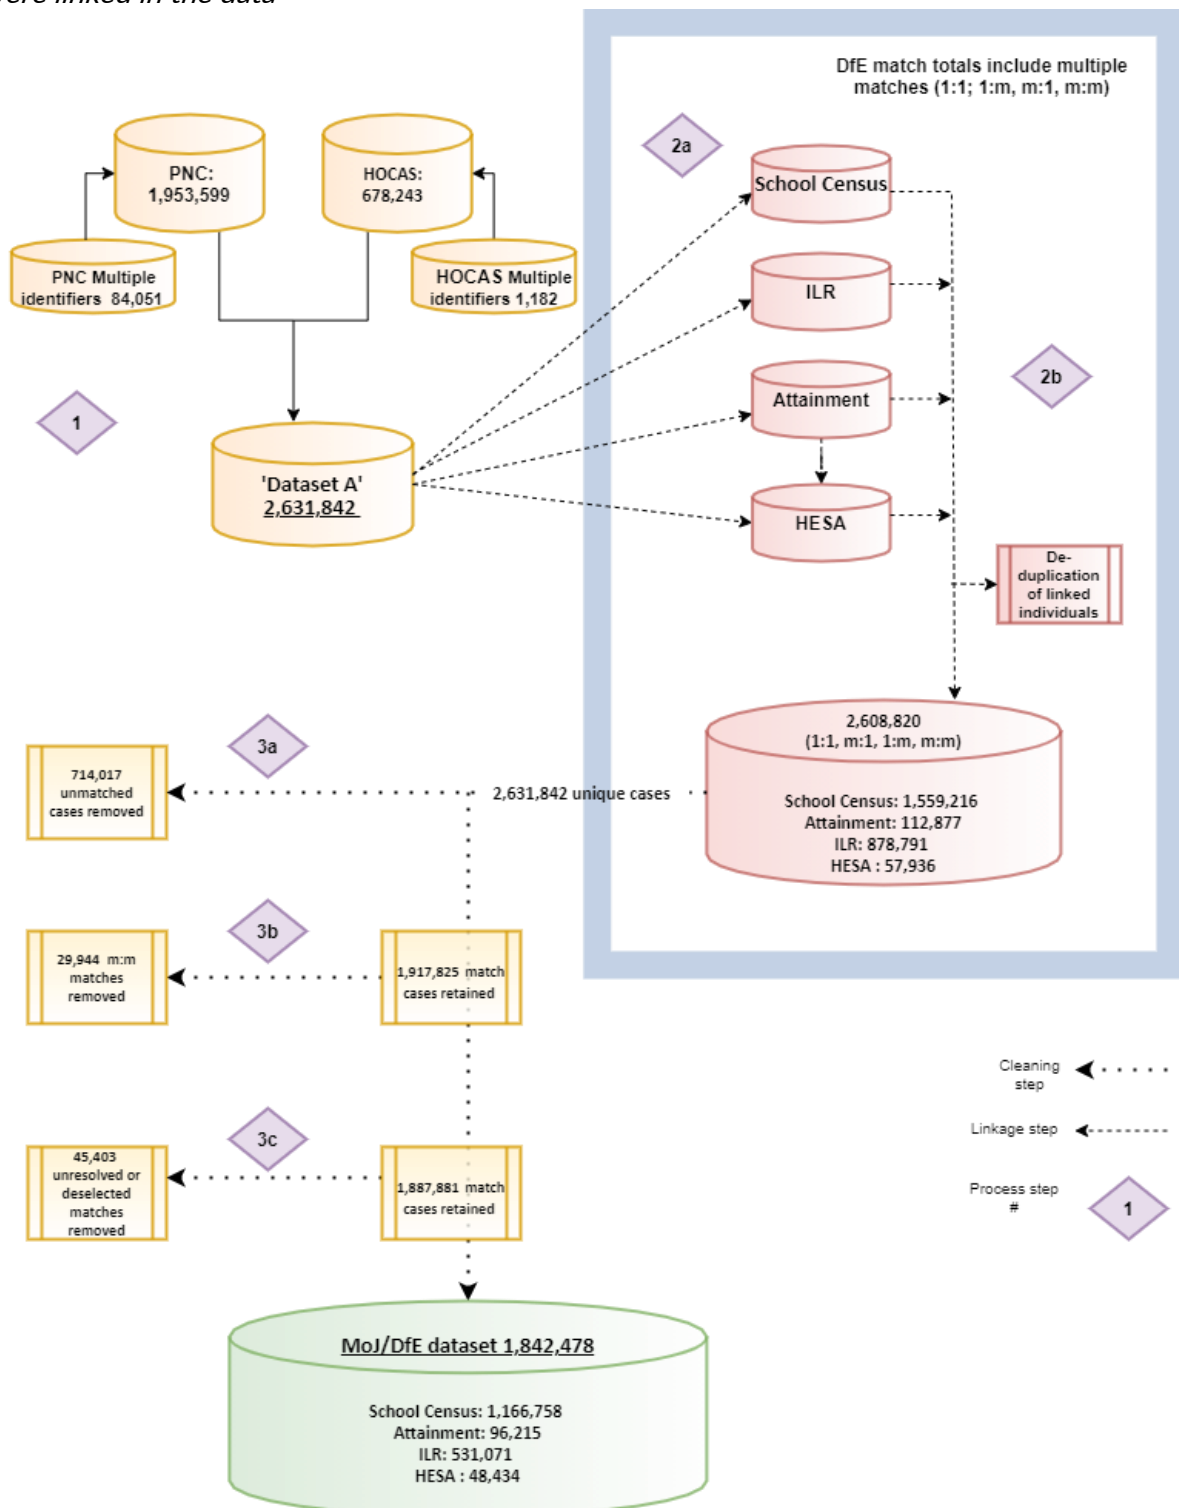 were linked in the data
DfE match totals include multiple
matches (1:1; 1:m, m:1, m:m)
PNC:
1,953,599
HOCAS:
678,243
PNC Multiple
identifiers 84,051
HOCAS Multiple
identifiers 1,182
1
'Dataset A'
2,631,842
2a
School Census
ILR
Attainment
HESA
2b
De-
duplication
of linked
individuals
2,608,820
(1:1, m:1, 1:m, m:m)
School Census: 1,559,216
Attainment: 112,877
ILR: 878,791
HESA : 57,936
2,631,842 unique cases
3a
714,017
unmatched
cases removed
3b
29,944 m:m
matches
removed
1,917,825 match
cases retained
3c
45,403
unresolved or
deselected
matches
removed
1,887,881 match
cases retained
Cleaning
step
Linkage step
Process step
#
1
MoJ/DfE dataset 1,842,478
School Census: 1,166,758
Attainment: 96,215
ILR: 531,071
HESA : 48,434